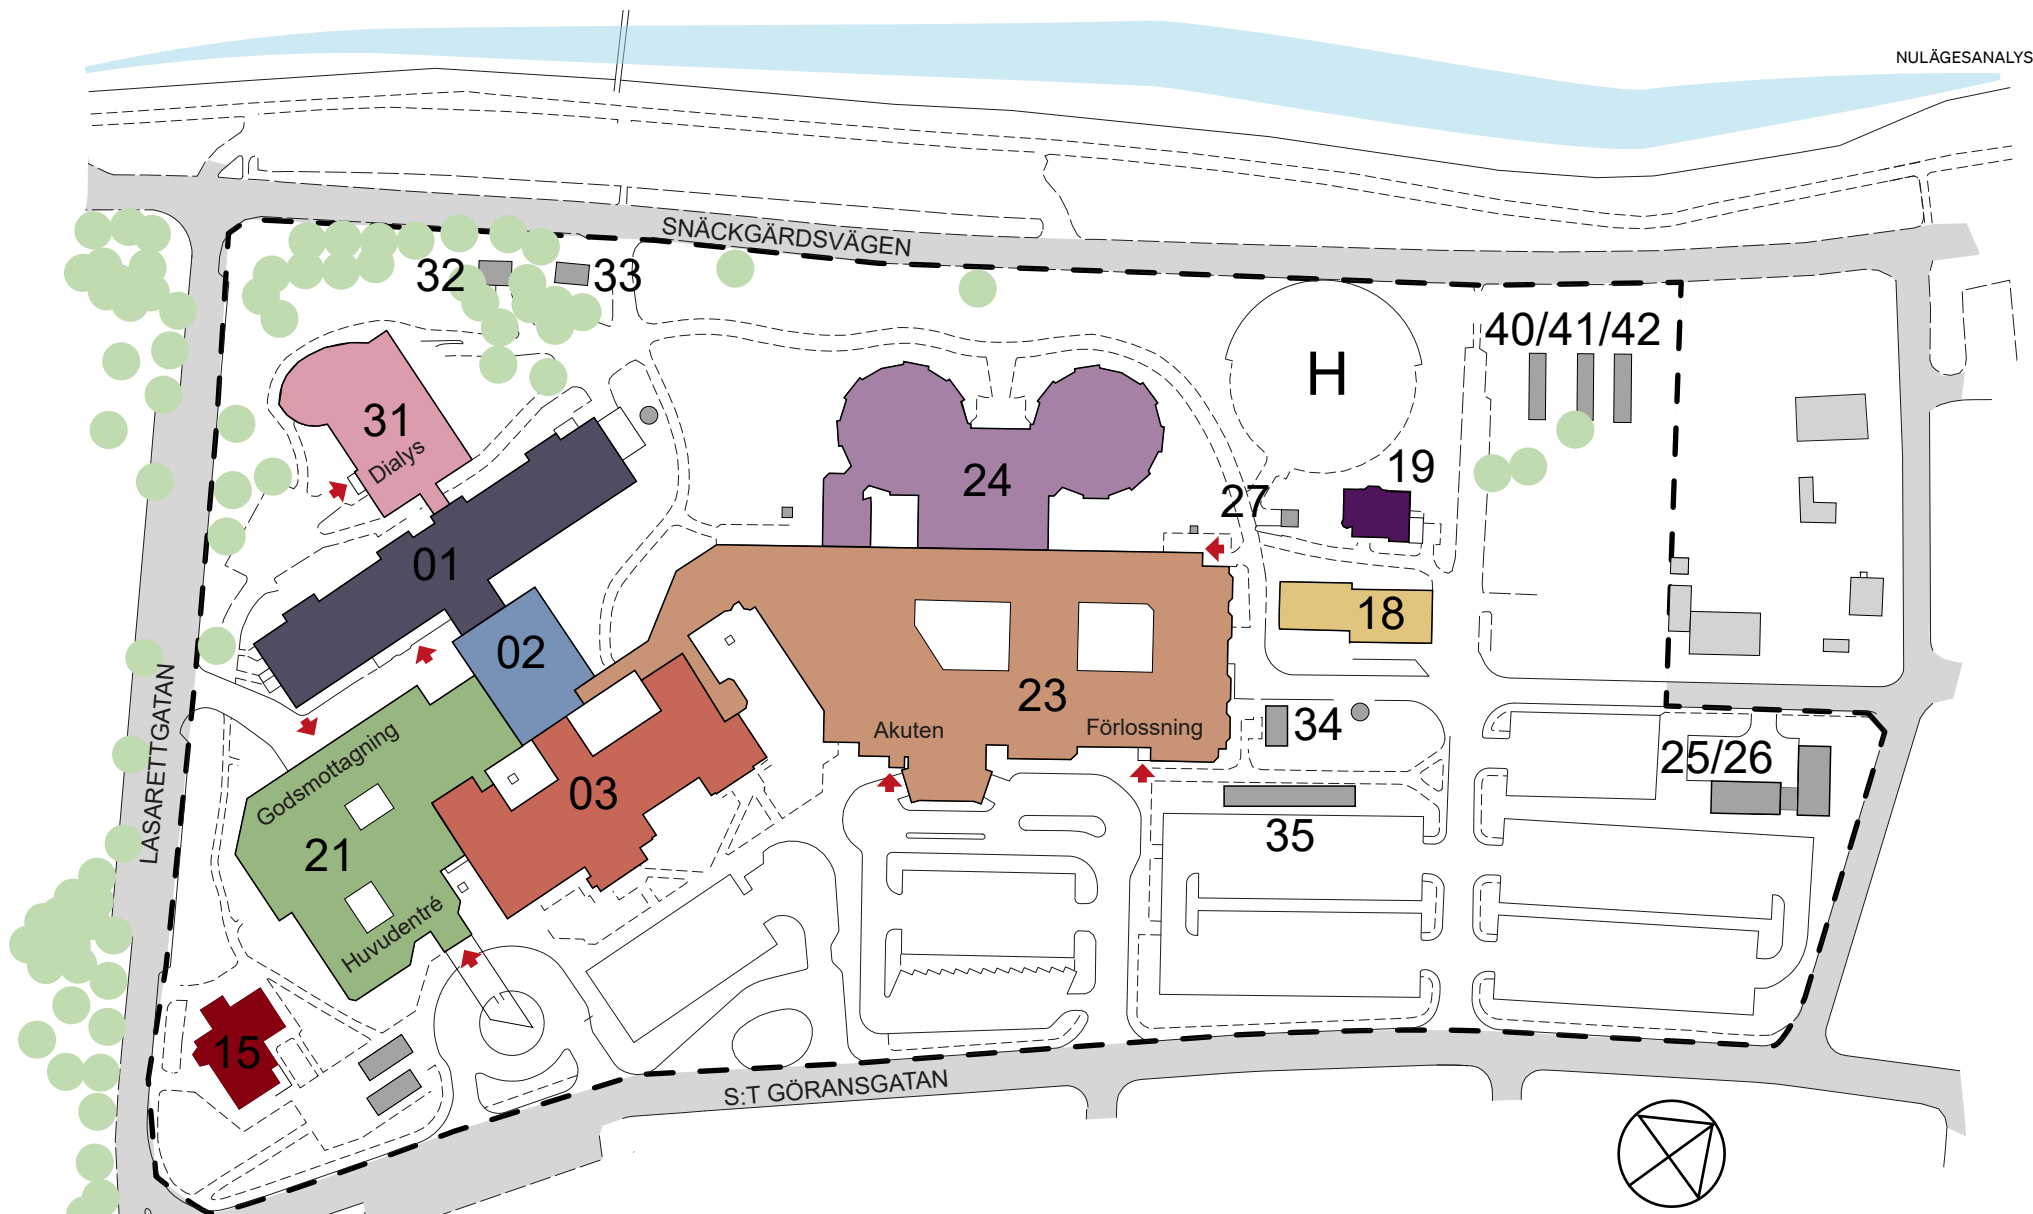 NULÄGESANALYS
SNÄCKGÄRDSVÄGEN
32
33
40/41/42
H
31
Dialys
24
19
27
01
18
02
23
Akuten
Förlossning
34
25/26
LASARETTGATAN
Godsmottagning
03
21
35
Huvudentré
15
S:T GÖRANSGATAN